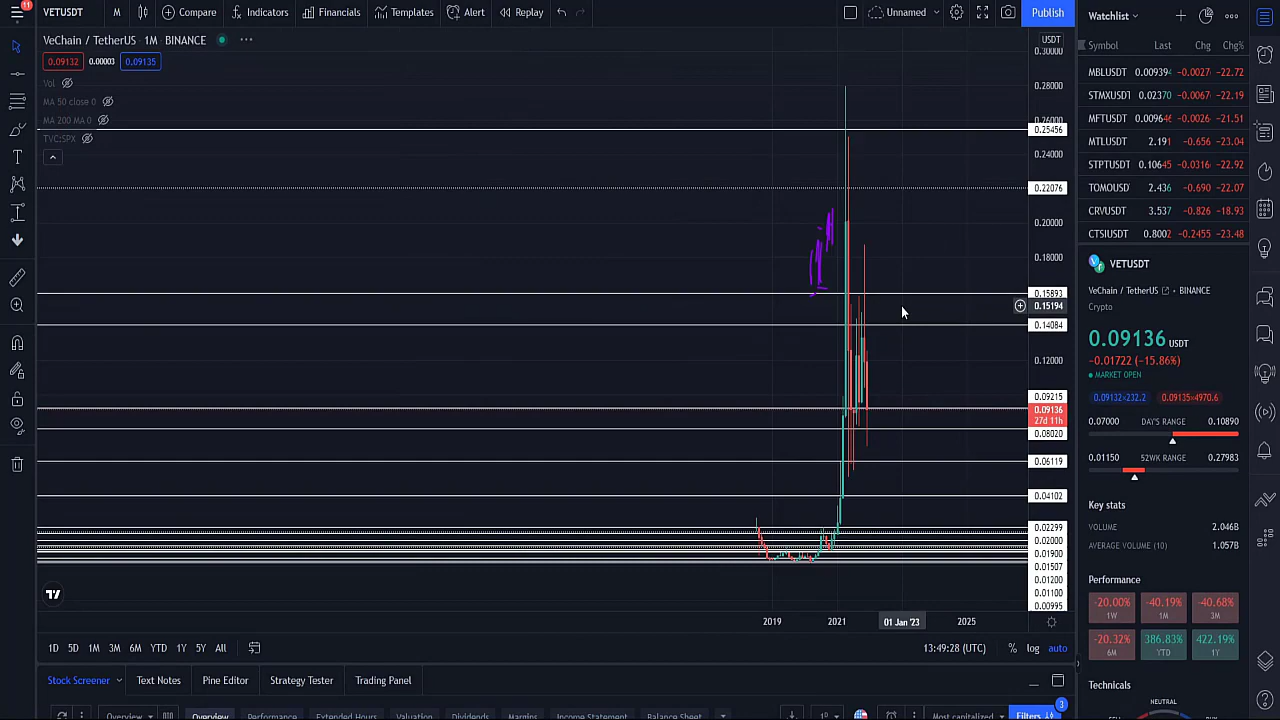 11
VETUSDT M Compare Indicators Financials Templates Alert Replay Unnamed Publish
VeChain / TetherUS · 1M · BINANCE
0.09132 0.00003 0.09135
Vol
MA 50 close 0
MA 200 MA 0
TVC:SPX
USDT
0.30000
0.28000
0.26000
0.25456
0.24000
0.22076
0.20000
0.18000
0.15893
0.15194
0.14084
0.12000
0.09215
0.09136
27d 11h
0.08020
0.06119
0.04102
0.02299
0.02000
0.01900
0.01507
0.01200
0.01100
0.00995
2019 2021 01 Jan '23 2025
1D 5D 1M 3M 6M YTD 1Y 5Y All 13:49:28 (UTC) % log auto
Stock Screener Text Notes Pine Editor Strategy Tester Trading Panel
Overview Overview Performance Extended Hours Valuation Dividends Margins Income Statement Balance Sheet 1D Most capitalized Filters 3
Watchlist
Symbol Last Chg Chg%
MBLUSDT 0.009394 -0.0027 -22.72
STMXUSDT 0.02370 -0.0067 -22.19
MFTUSDT 0.009646 -0.0026 -21.51
MTLUSDT 2.191 -0.656 -23.04
STPTUSDT 0.10645 -0.0316 -22.92
TOMOUSD 2.436 -0.690 -22.07
CRVUSDT 3.537 -0.826 -18.93
CTSIUSDT 0.8002 -0.2455 -23.48
VETUSDT
VeChain / TetherUS · BINANCE
Crypto
0.09136 USDT
-0.01722 (-15.86%)
MARKET OPEN
0.09132×232.2 0.09135×4970.6
0.07000 DAY'S RANGE 0.10890
0.01150 52WK RANGE 0.27983
Key stats
VOLUME 2.046B
AVERAGE VOLUME (10) 1.057B
Performance
-20.00% -40.19% -40.68%
1W 1M 3M
-20.32% 386.83% 422.19%
6M YTD 1Y
Technicals
NEUTRAL
SELL BUY